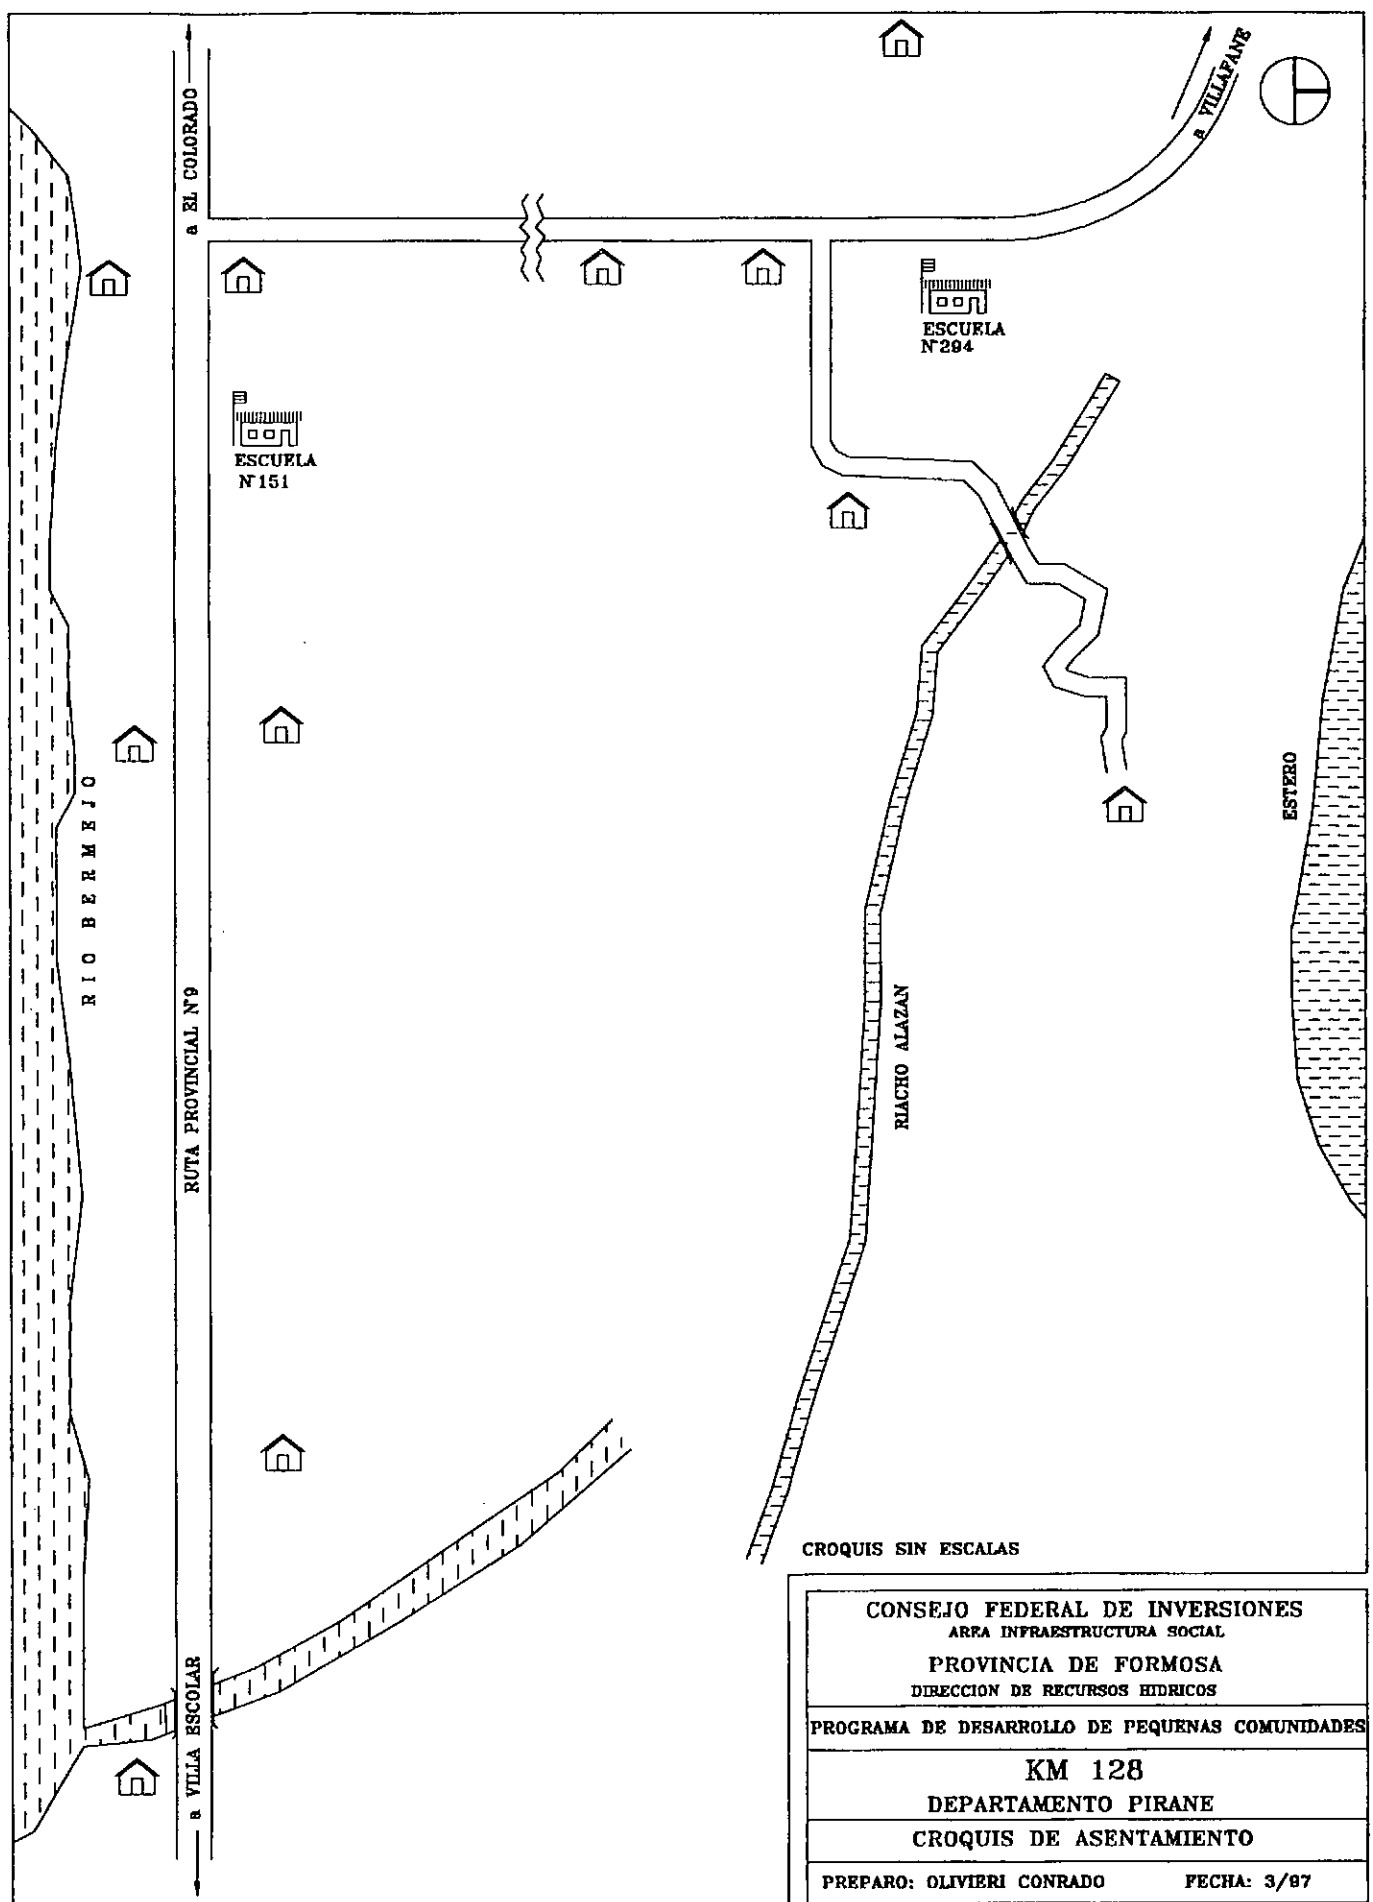 a EL COLORADO
a VILLAFANE
ESCUELA
N°294
ESCUELA
N°151
RIO BERMEJO
RUTA PROVINCIAL N°9
ESTERO
RIACHO ALAZAN
a VILLA ESCOLAR
CROQUIS SIN ESCALAS
CONSEJO FEDERAL DE INVERSIONES
AREA INFRAESTRUCTURA SOCIAL
PROVINCIA DE FORMOSA
DIRECCION DE RECURSOS HIDRICOS
PROGRAMA DE DESARROLLO DE PEQUENAS COMUNIDADES
KM 128
DEPARTAMENTO PIRANE
CROQUIS DE ASENTAMIENTO
PREPARO: OLIVIERI CONRADO FECHA: 3/97